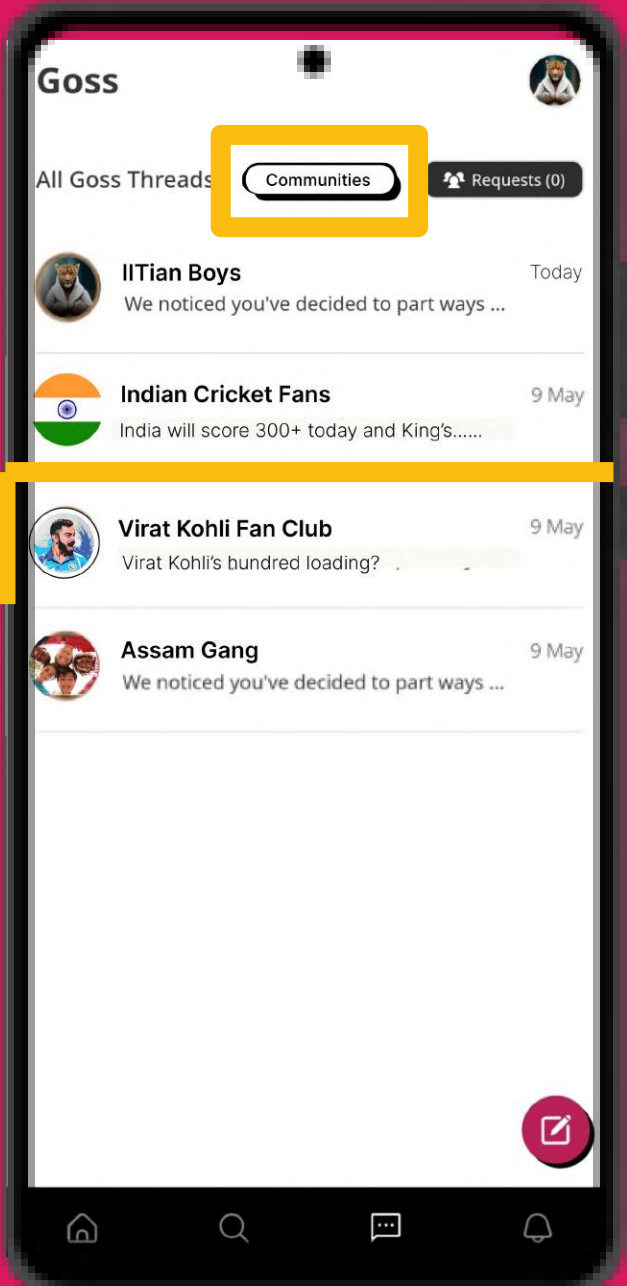 Goss
All Goss Threads Communities Requests (0)
IITian Boys Today
We noticed you've decided to part ways ...
Indian Cricket Fans 9 May
India will score 300+ today and King's......
Virat Kohli Fan Club 9 May
Virat Kohli's hundred loading?
Assam Gang 9 May
We noticed you've decided to part ways ...